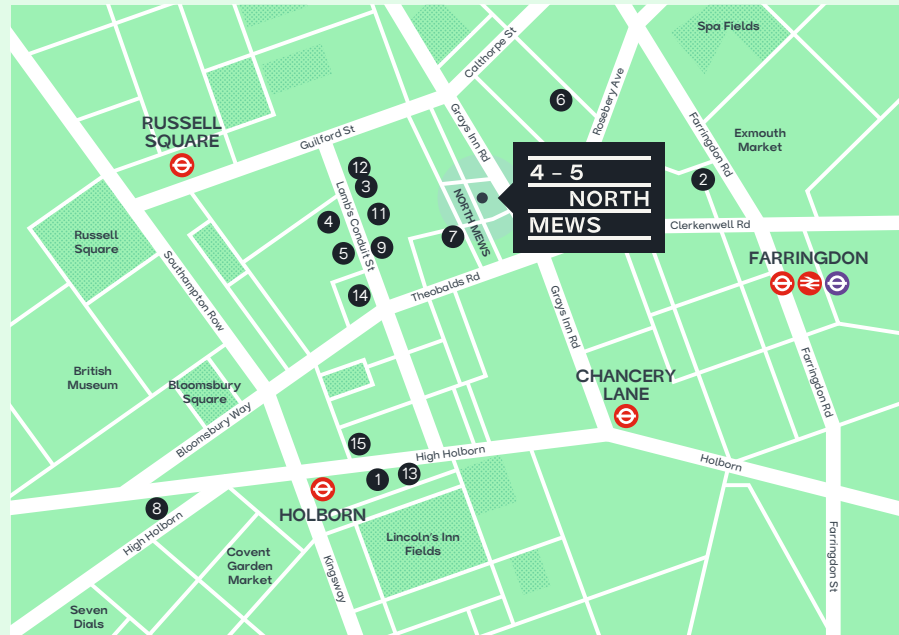 Spa Fields
Calthorpe St
6
Rosebery Ave
RUSSELL
SQUARE
Guilford St
Grays Inn Rd
Farringdon Rd
Exmouth
Market
12
3
4
11
5
9
14
Lamb's Conduit St
NORTH MEWS
7
4 – 5
NORTH
MEWS
2
Clerkenwell Rd
Russell
Square
Southampton Row
Theobalds Rd
Grays Inn Rd
FARRINGDON
Farringdon Rd
British
Museum
Bloomsbury
Square
Bloomsbury Way
CHANCERY
LANE
15
High Holborn
1
13
Holborn
8
High Holborn
HOLBORN
Kingsway
Lincoln's Inn
Fields
Covent
Garden
Market
Seven
Dials
Farringdon St